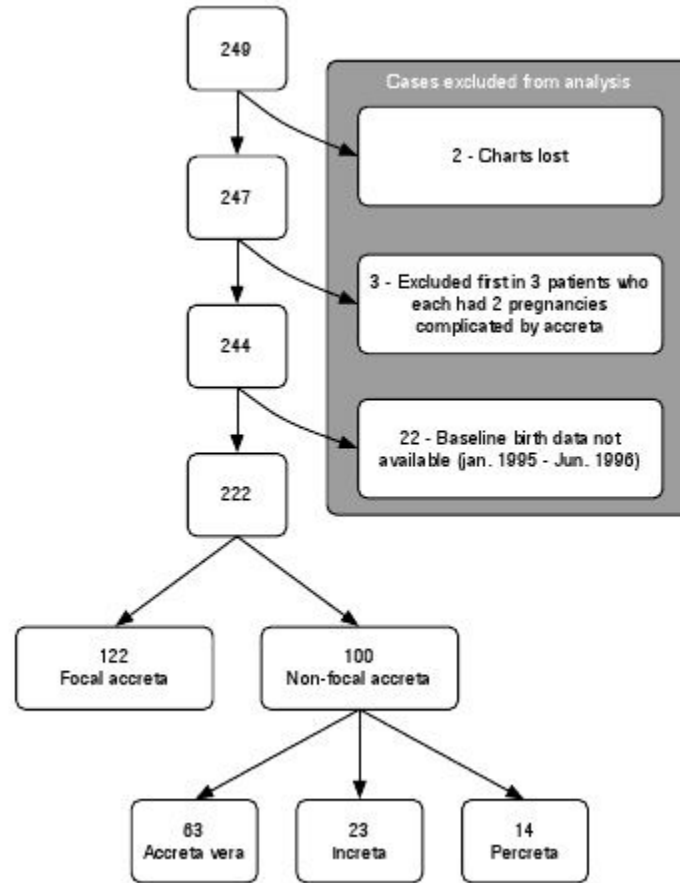 249
Cases excluded from analysis
2 - Charts lost
247
3 - Excluded first in 3 patients who
each had 2 pregnancies
complicated by accreta
244
22 - Baseline birth data not
available (jan. 1995 - Jun. 1996)
222
122
Focal accreta
100
Non-focal accreta
63
Accreta vera
23
Increta
14
Percreta